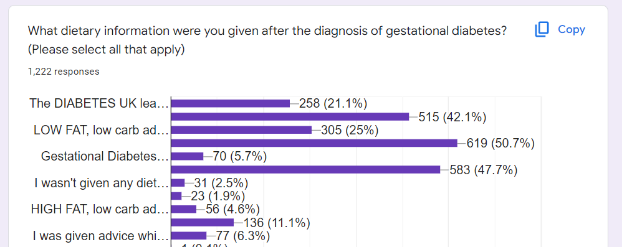 What dietary information were you given after the diagnosis of gestational diabetes?
Copy
(Please select all that apply)
1,222 responses
The DIABETES UK lea...
258 (21.1%)
515 (42.1%)
LOW FAT, low carb ad...
305 (25%)
619 (50.7%)
Gestational Diabetes...
70 (5.7%)
583 (47.7%)
I wasn't given any diet...
31 (2.5%)
23 (1.9%)
HIGH FAT, low carb ad...
56 (4.6%)
136 (11.1%)
I was given advice whi...
77 (6.3%)